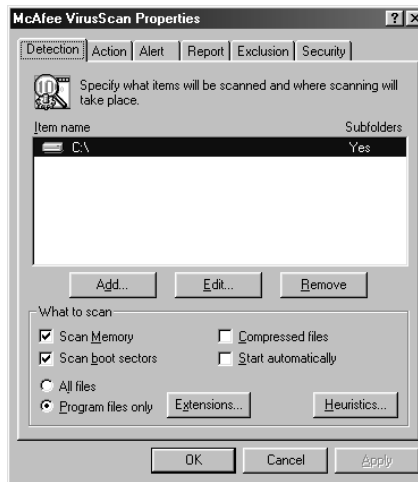 McAfee VirusScan Properties
Detection Action Alert Report Exclusion Security
Specify what items will be scanned and where scanning will
take place.
Item name Subfolders
C:\ Yes
Add... Edit... Remove
What to scan
Scan Memory Compressed files
Scan boot sectors Start automatically
All files
Program files only Extensions... Heuristics...
OK Cancel Apply